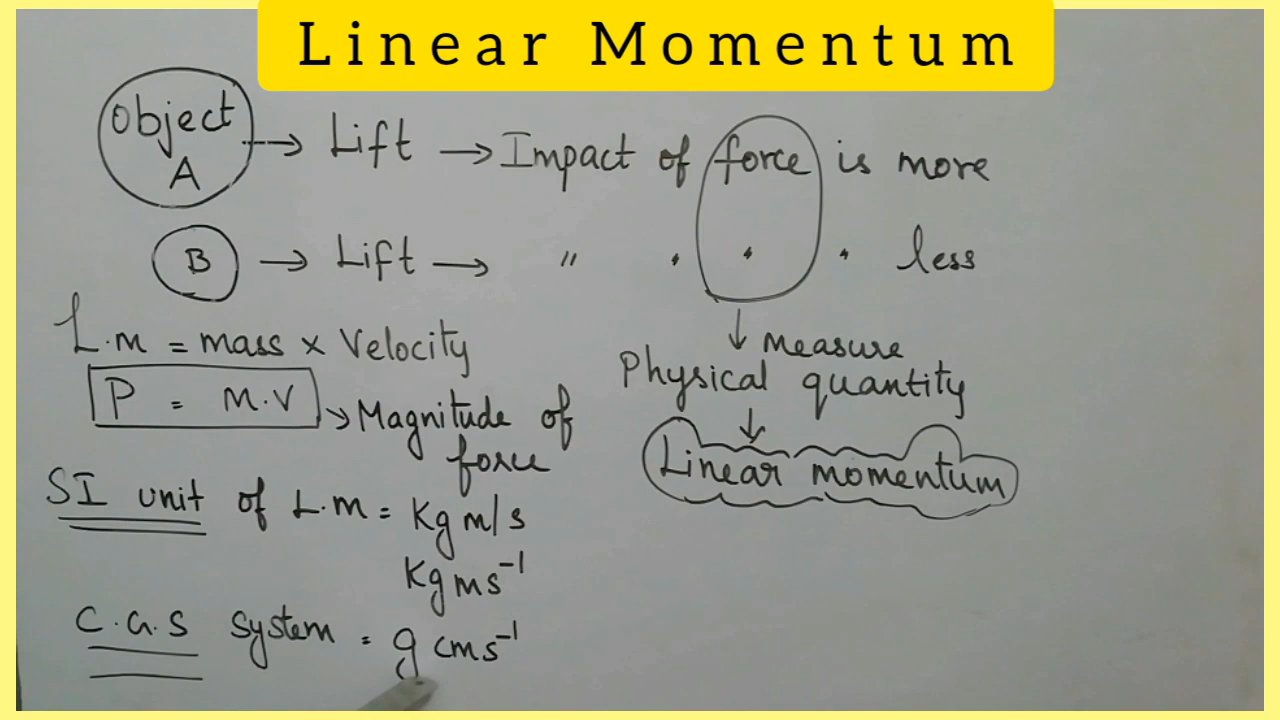 Linear Momentum
Object A → Lift → Impact of force is more
B → Lift → " " " " less
↓ measure
Physical quantity
↓
Linear momentum
L.m = mass × Velocity
P = M.V → Magnitude of force
SI unit of L.M = Kg m/s
Kg ms⁻¹
C.G.S system = g cms⁻¹